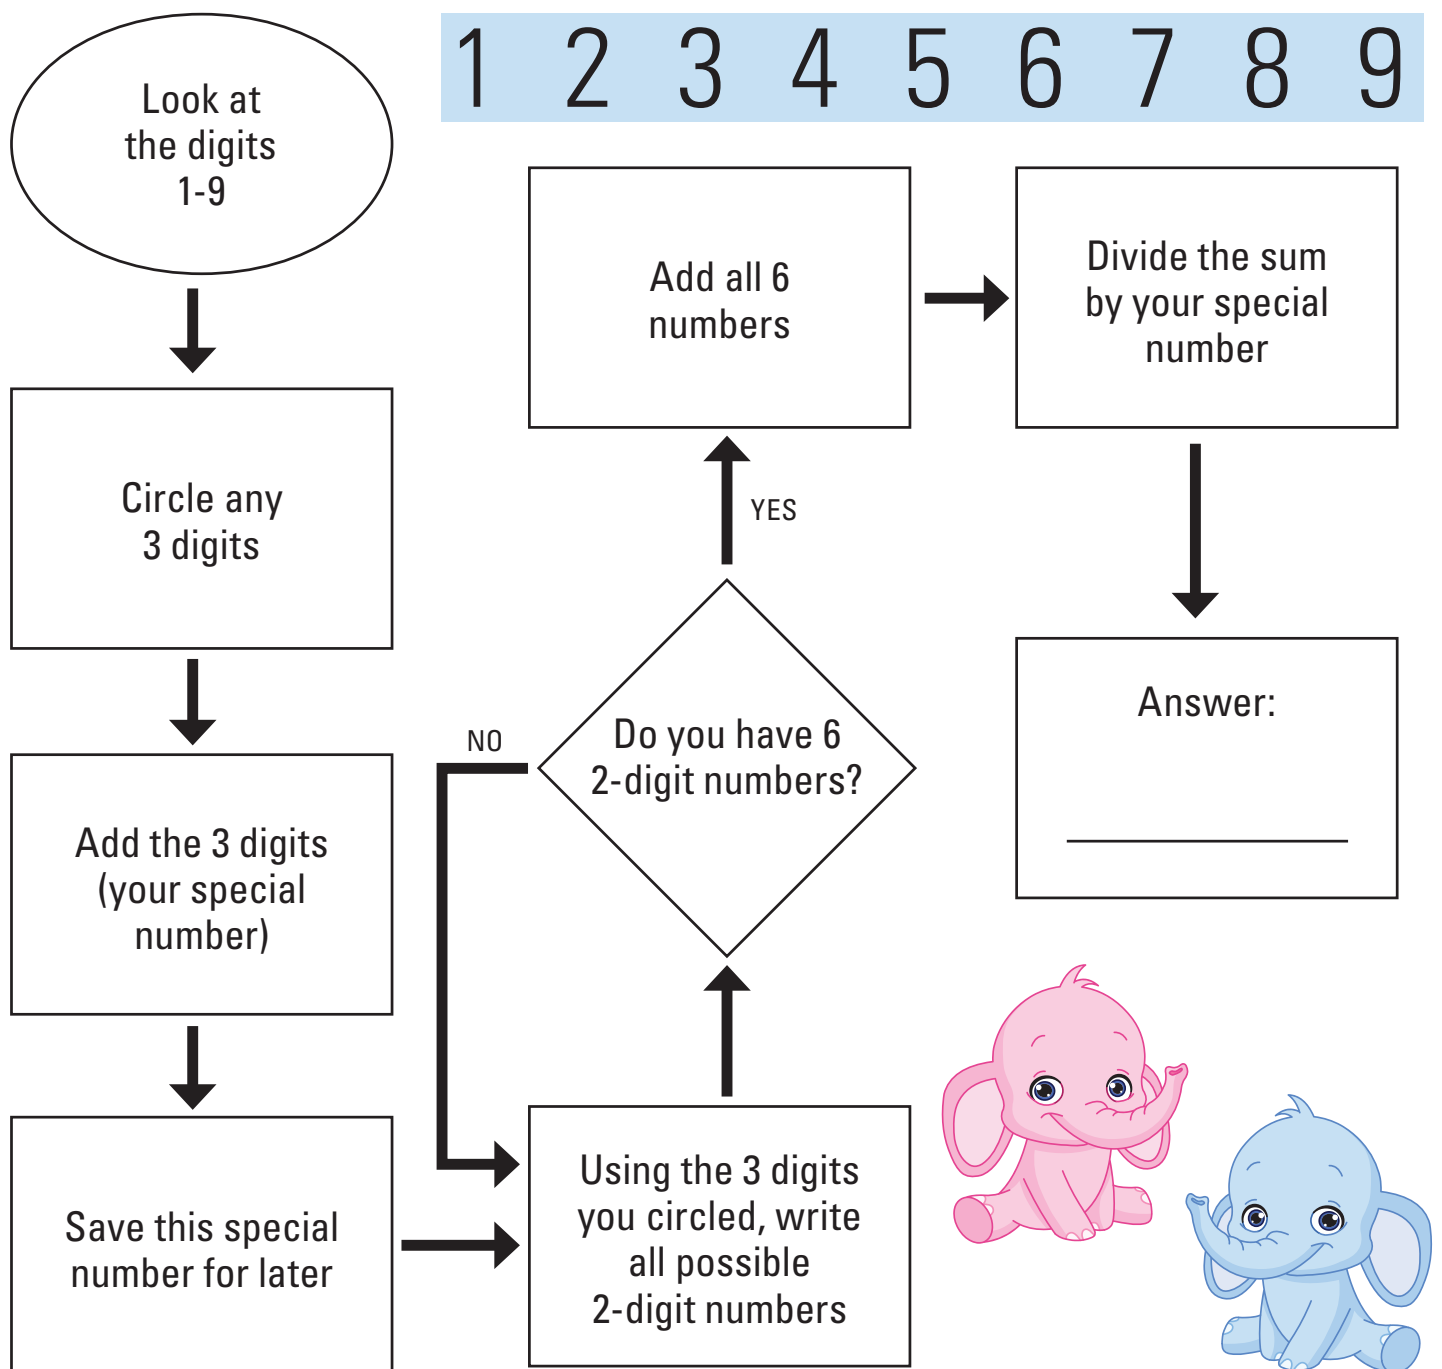 Look at
the digits
1-9
1 2 3 4 5 6 7 8 9
Circle any
3 digits
Add the 3 digits
(your special
number)
Save this special
number for later
Using the 3 digits
you circled, write
all possible
2-digit numbers
Do you have 6
2-digit numbers?
NO
YES
Add all 6
numbers
Divide the sum
by your special
number
Answer: